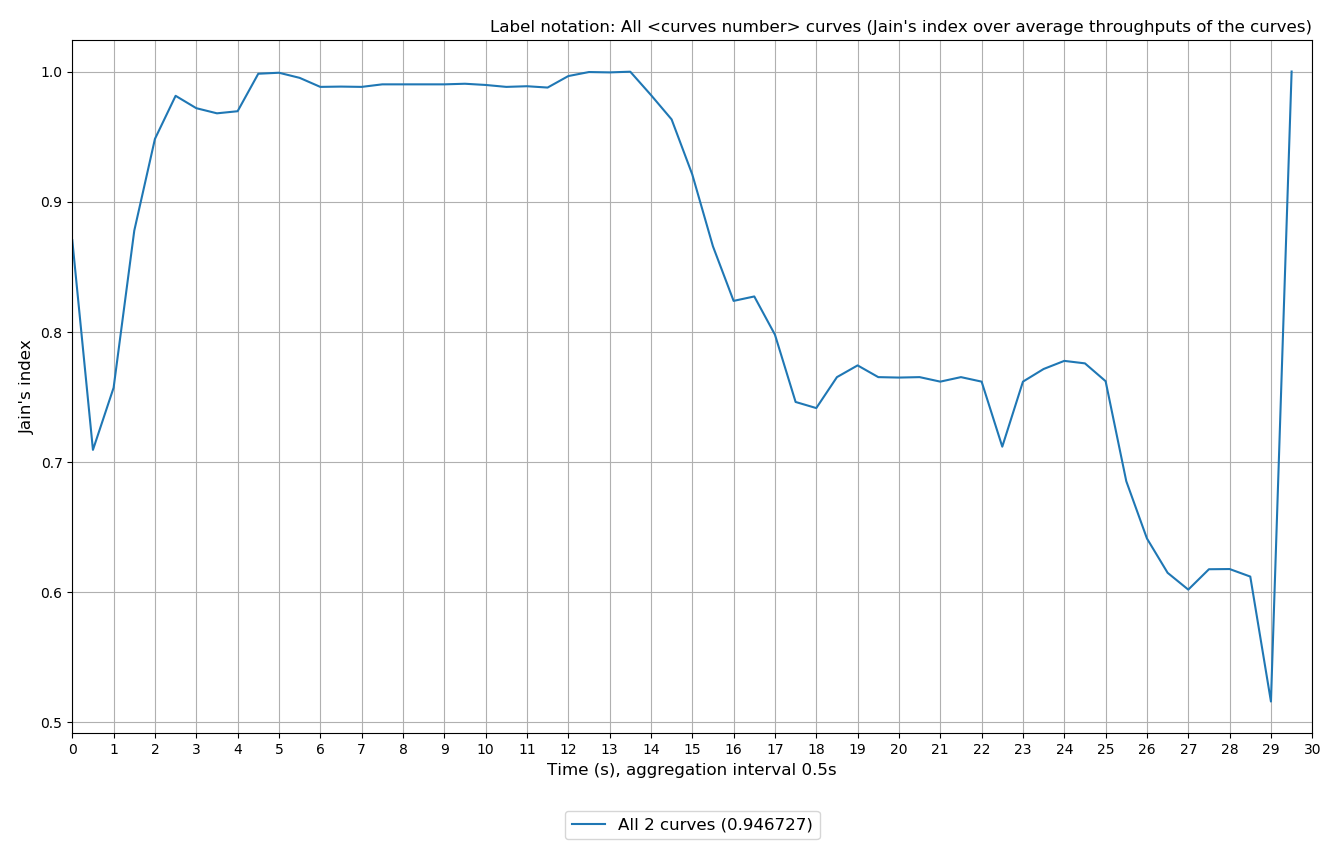 Label notation: All <curves number> curves (Jain's index over average throughputs of the curves)
1.0
0.9
0.8
0.7
0.6
0.5
Jain's index
0 1 2 3 4 5 6 7 8 9 10 11 12 13 14 15 16 17 18 19 20 21 22 23 24 25 26 27 28 29 30
Time (s), aggregation interval 0.5s
All 2 curves (0.946727)